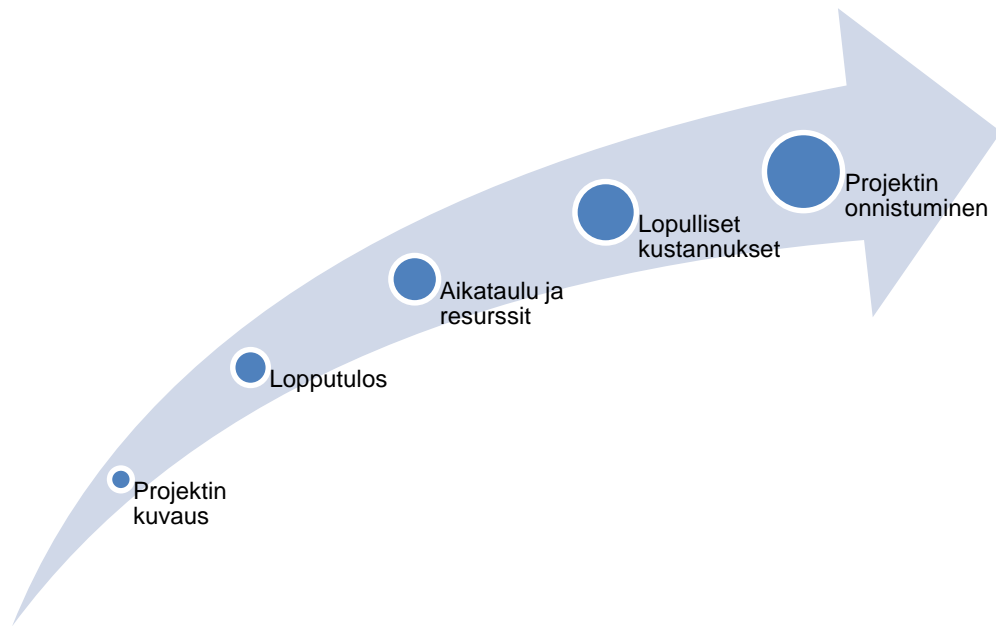 Projektin
kuvaus
Lopputulos
Aikataulu ja
resurssit
Lopulliset
kustannukset
Projektin
onnistuminen